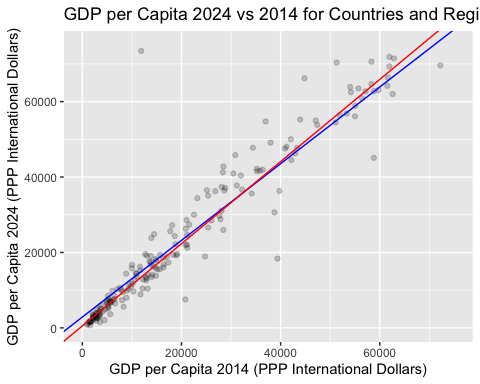 GDP per Capita 2024 vs 2014 for Countries and Regi
GDP per Capita 2024 (PPP International Dollars)
60000
40000
20000
0
0 20000 40000 60000
GDP per Capita 2014 (PPP International Dollars)